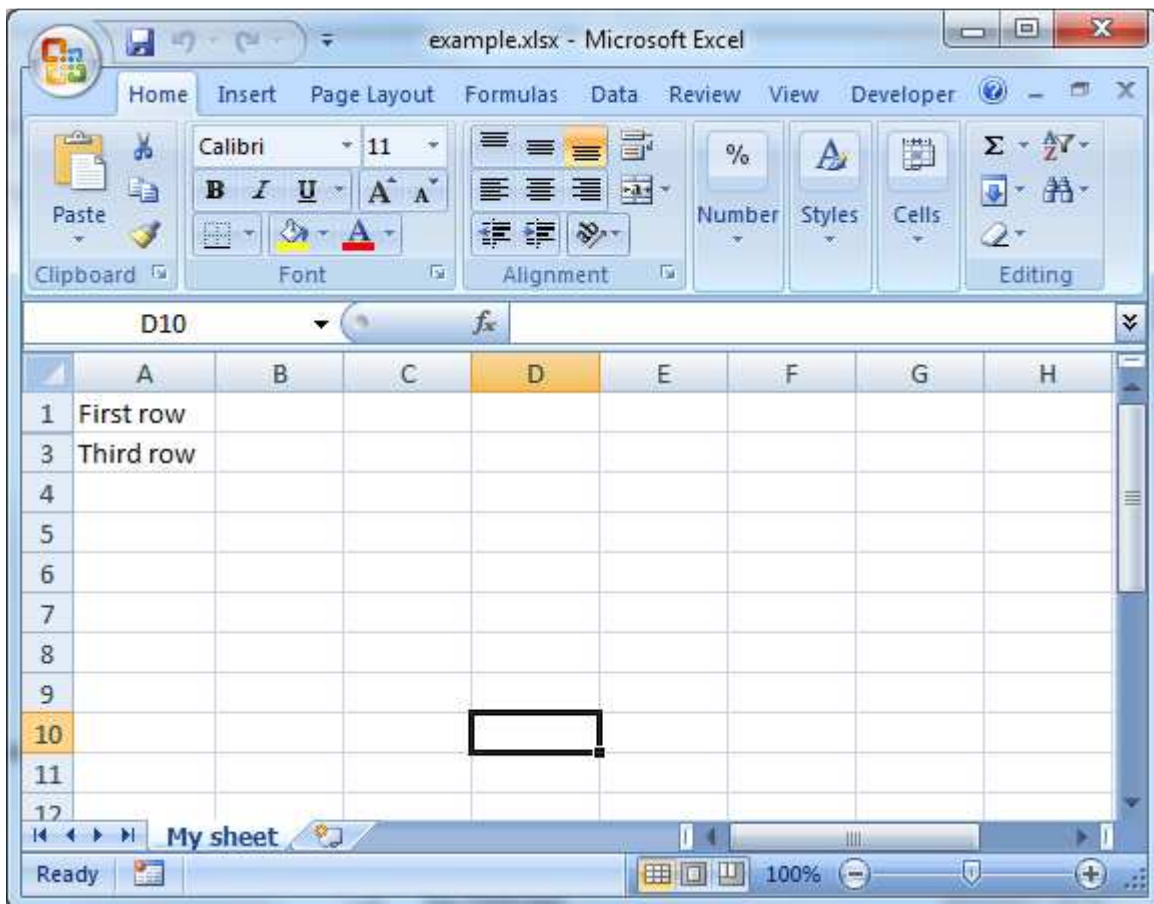 example.xlsx - Microsoft Excel
Home Insert Page Layout Formulas Data Review View Developer
Calibri 11
B I U A A
A
Paste
% Number
Styles
Cells
Σ
Clipboard Font Alignment Editing
D10 fx
A B C D E F G H
1 First row
3 Third row
4
5
6
7
8
9
10
11
12
My sheet
Ready 100%